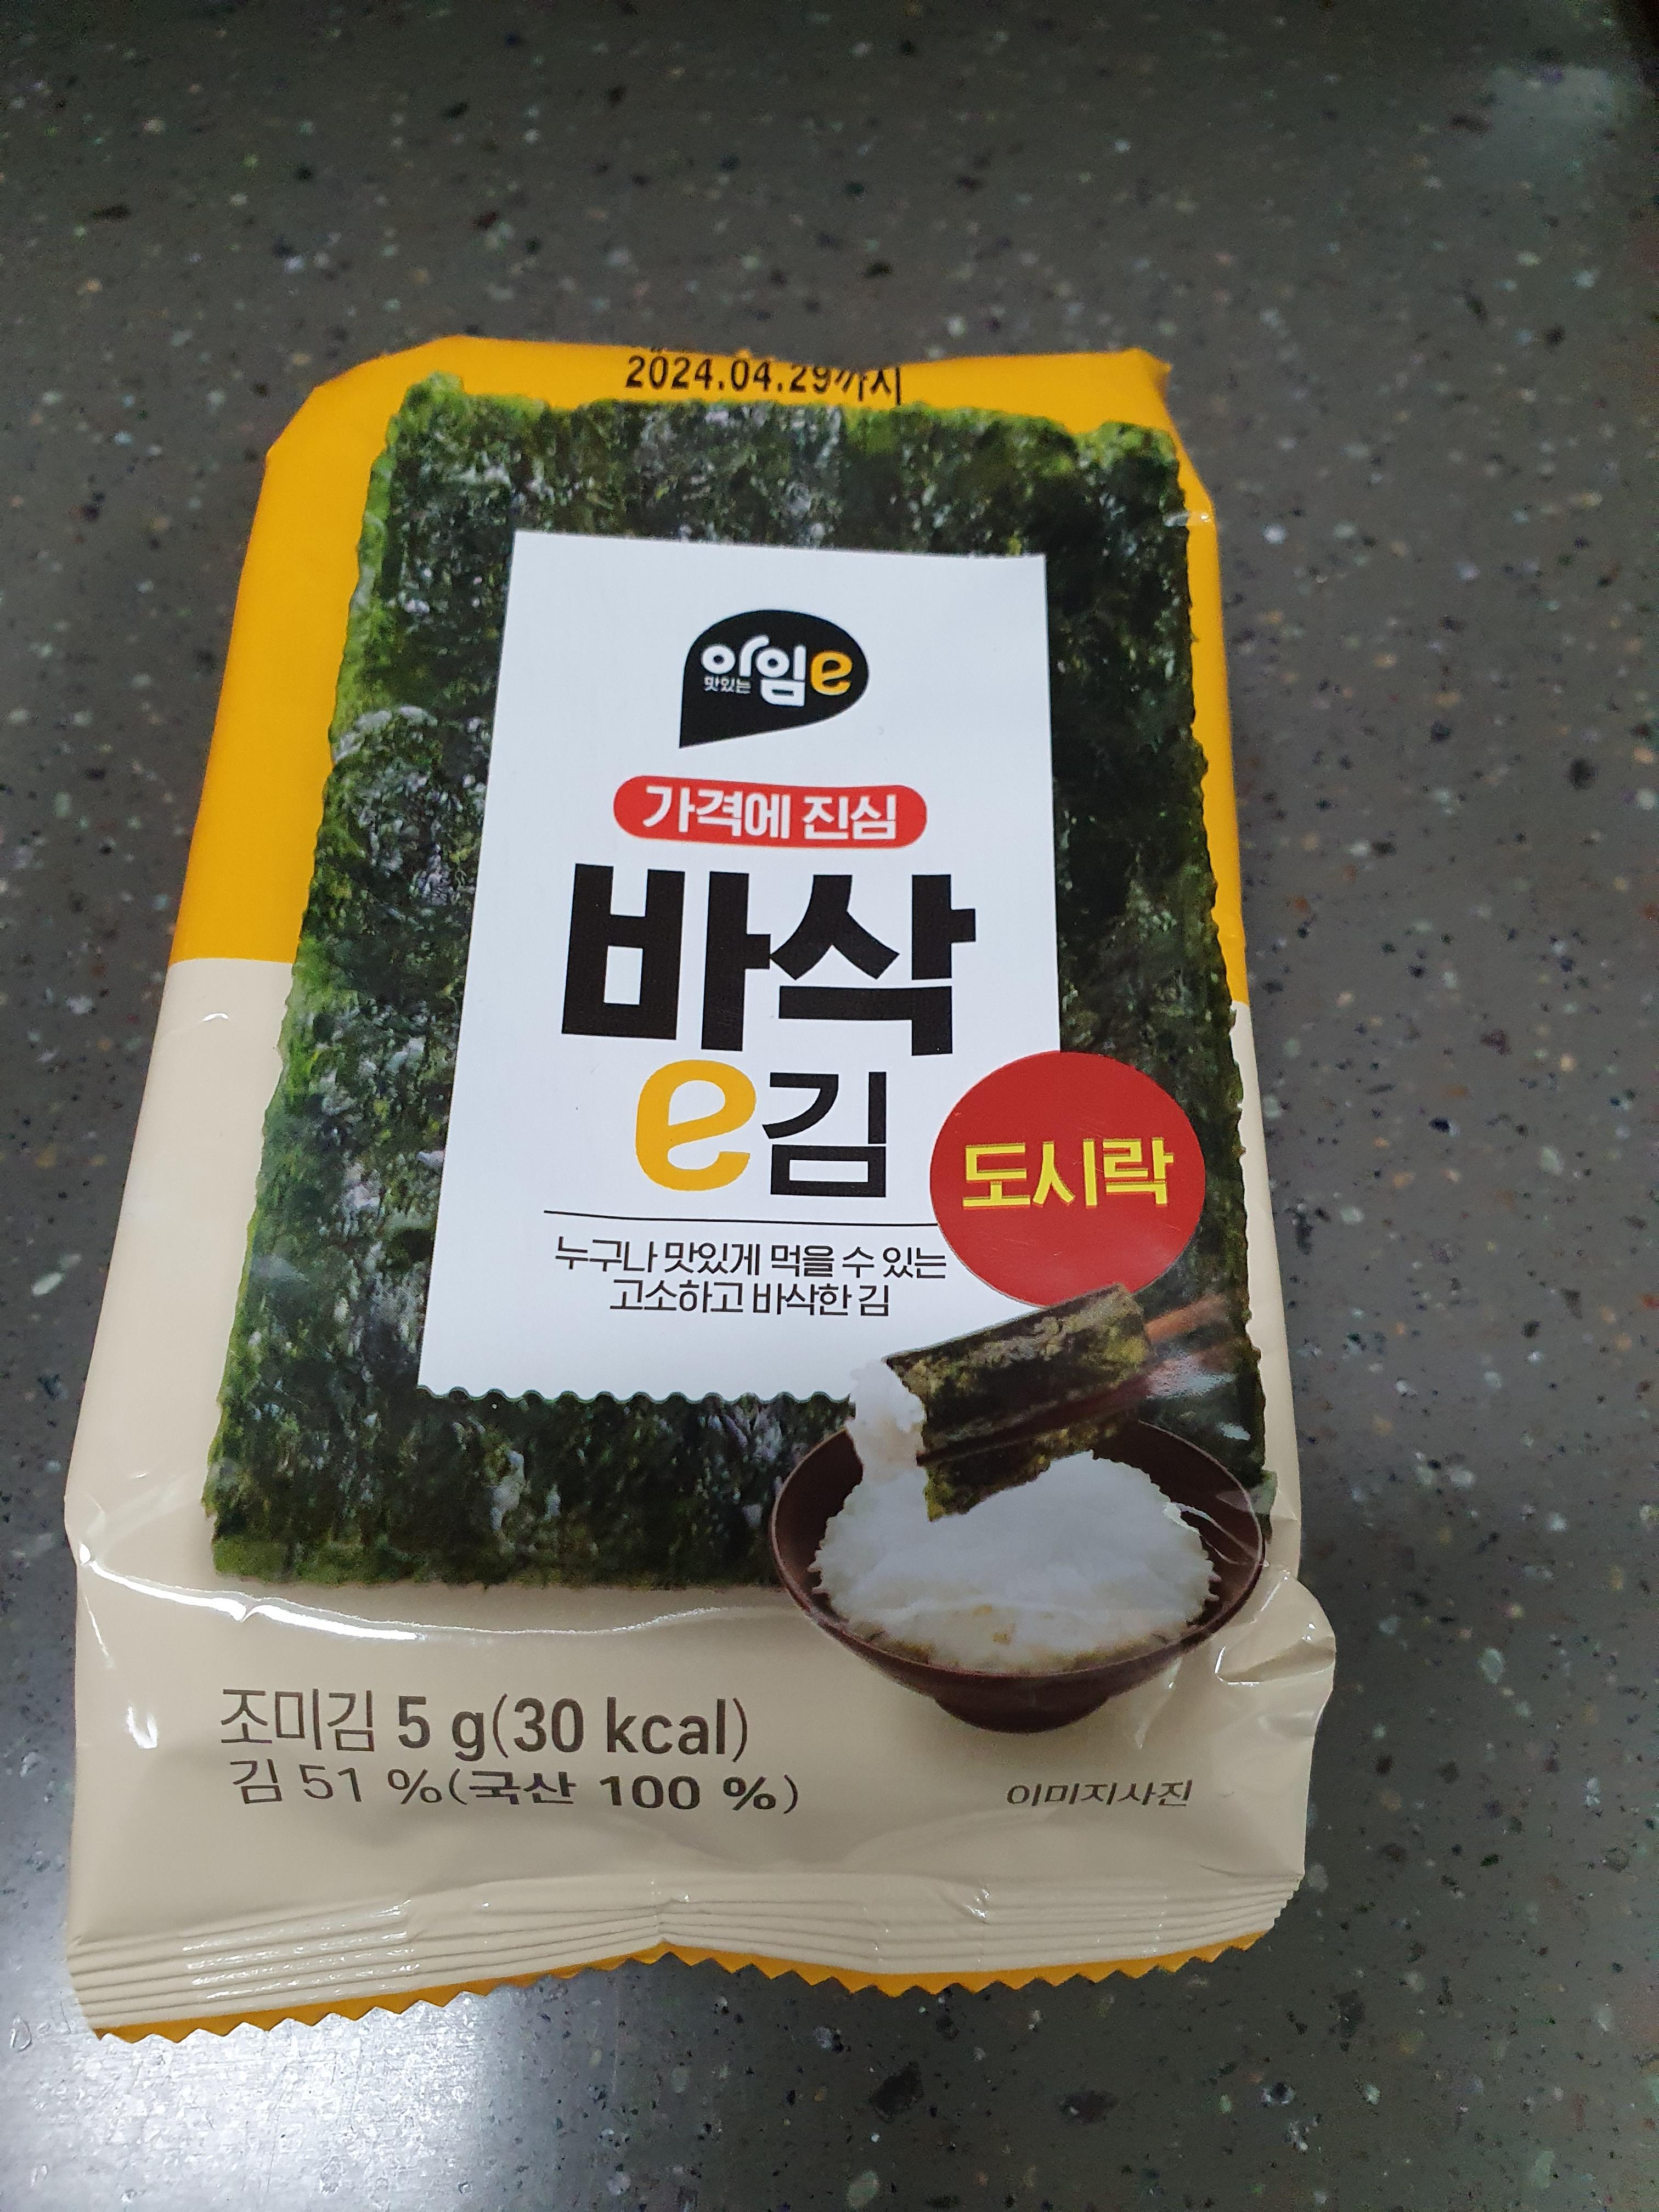 2024.04.29까지
아임e
맛있는
가격에 진심
바삭
e김
도시락
누구나 맛있게 먹을 수 있는
고소하고 바삭한 김
조미김 5 g(30 kcal)
김 51 %(국산 100 %)
이미지사진